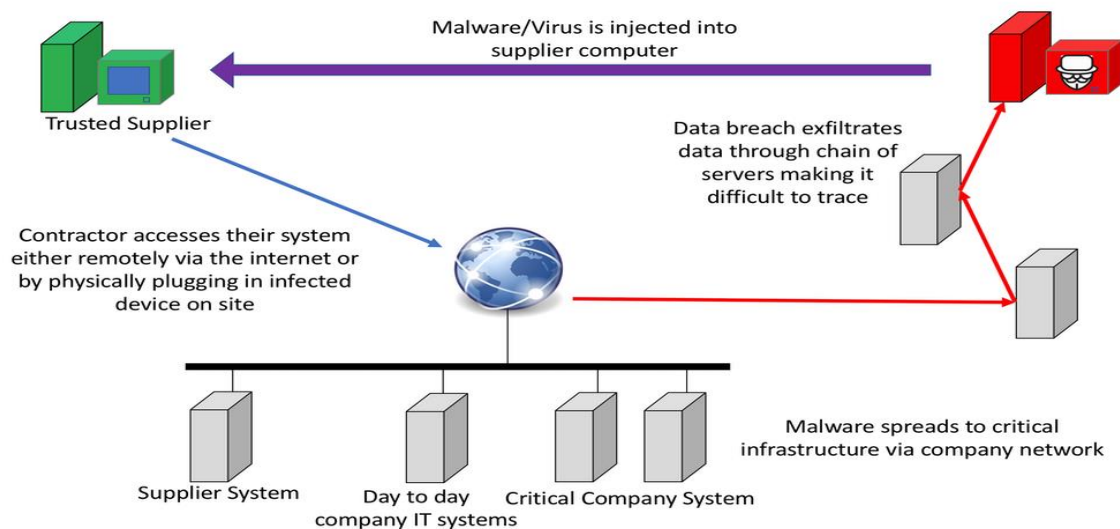 Malware/Virus is injected into
supplier computer
Trusted Supplier
Data breach exfiltrates
data through chain of
servers making it
difficult to trace
Contractor accesses their system
either remotely via the internet or
by physically plugging in infected
device on site
Malware spreads to critical
infrastructure via company network
Supplier System
Day to day
company IT systems
Critical Company System